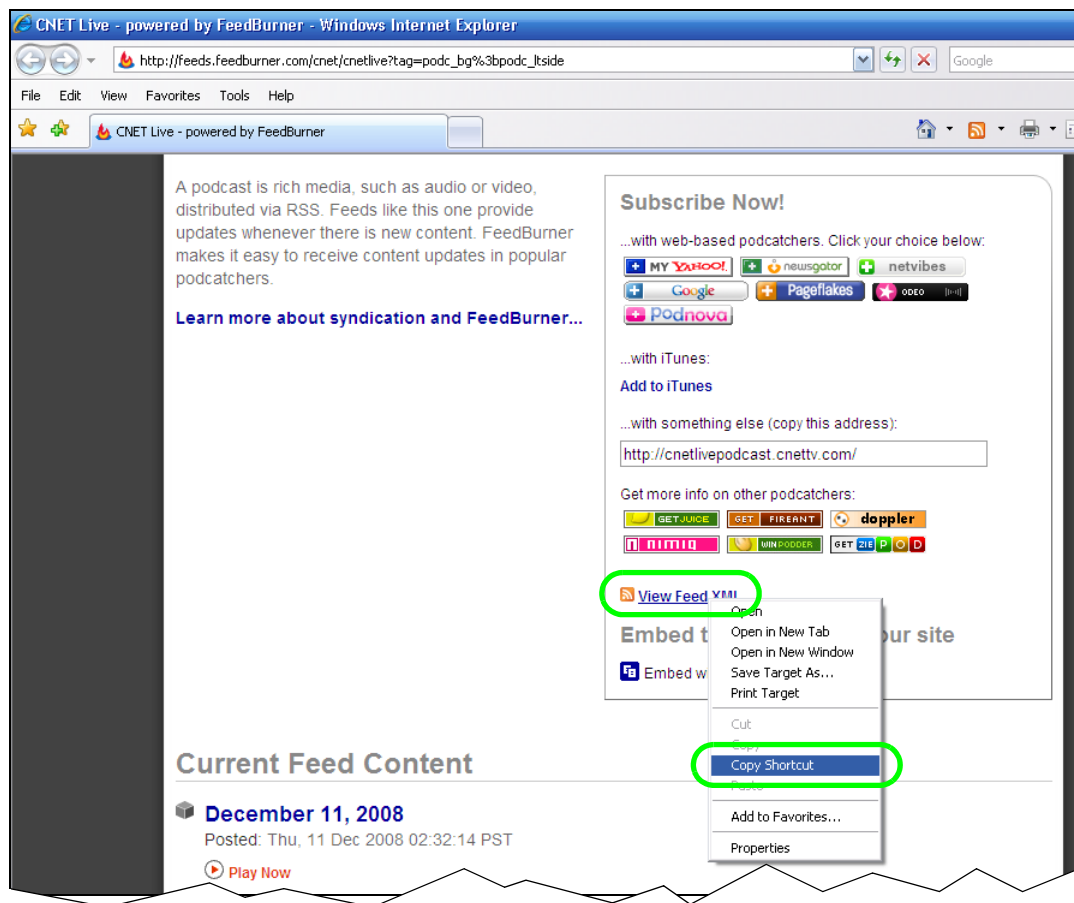 CNET Live - powered by FeedBurner - Windows Internet Explorer
http://feeds.feedburner.com/cnet/cnetlive?tag=podc_bg%3bpodc_ltside
Google
File Edit View Favorites Tools Help
CNET Live - powered by FeedBurner
A podcast is rich media, such as audio or video,
distributed via RSS. Feeds like this one provide
updates whenever there is new content. FeedBurner
makes it easy to receive content updates in popular
podcatchers.
Learn more about syndication and FeedBurner...
Subscribe Now!
...with web-based podcatchers. Click your choice below:
MY YAHOO! newsgator netvibes
Google Pageflakes ODEO
Podnova
...with iTunes:
Add to iTunes
...with something else (copy this address):
http://cnetlivepodcast.cnettv.com/
Get more info on other podcatchers:
GETJUICE GET FIREANT doppler
nimiq WINPODDER GET ZIEPOD
View Feed XML
Embed t our site
Embed w
Open
Open in New Tab
Open in New Window
Save Target As...
Print Target
Cut
Copy
Copy Shortcut
Paste
Add to Favorites...
Properties
Current Feed Content
December 11, 2008
Posted: Thu, 11 Dec 2008 02:32:14 PST
Play Now